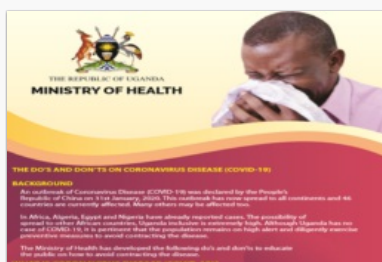 THE REPUBLIC OF UGANDA
MINISTRY OF HEALTH
THE DO'S AND DON'TS ON CORONAVIRUS DISEASE (COVID-19)
BACKGROUND
An outbreak of Coronavirus Disease (COVID-19) was declared by the People's
Republic of China on 31st January, 2020. This outbreak has now spread to all continents and 46
countries are currently affected. Many others may be affected too.
In Africa, Algeria, Egypt and Nigeria have already reported cases. The possibility of
spread to other African countries, Uganda inclusive is extremely high. Although Uganda has no
case of COVID-19, it is pertinent that the population remains on high alert and diligently exercise
preventive measures to avoid contracting the disease.
The Ministry of Health has developed the following do's and don'ts to educate
the public on how to avoid contracting the disease.